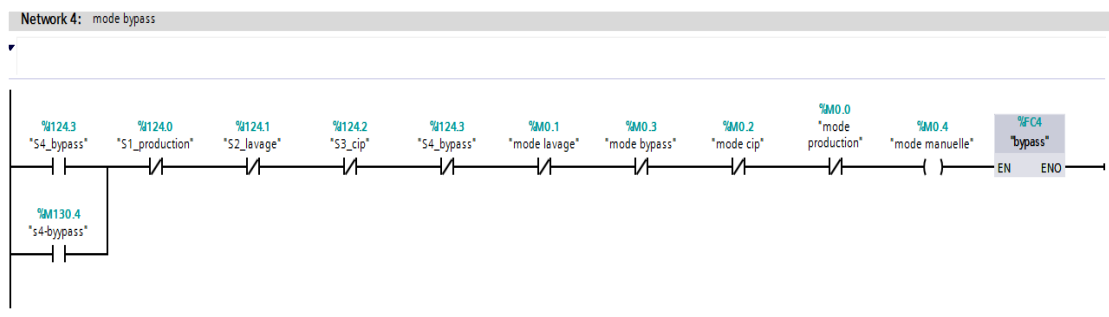 Network 4: mode bypass
%I124.3 %I124.0 %I124.1 %I124.2 %I124.3 %M0.1 %M0.3 %M0.2 %M0.0 %M0.4 %FC4
"S4_bypass" "S1_production" "S2_lavage" "S3_cip" "S4_bypass" "mode lavage" "mode bypass" "mode cip" "mode production" "mode manuelle" "bypass"
EN ENO
%M130.4
"s4-byypass"